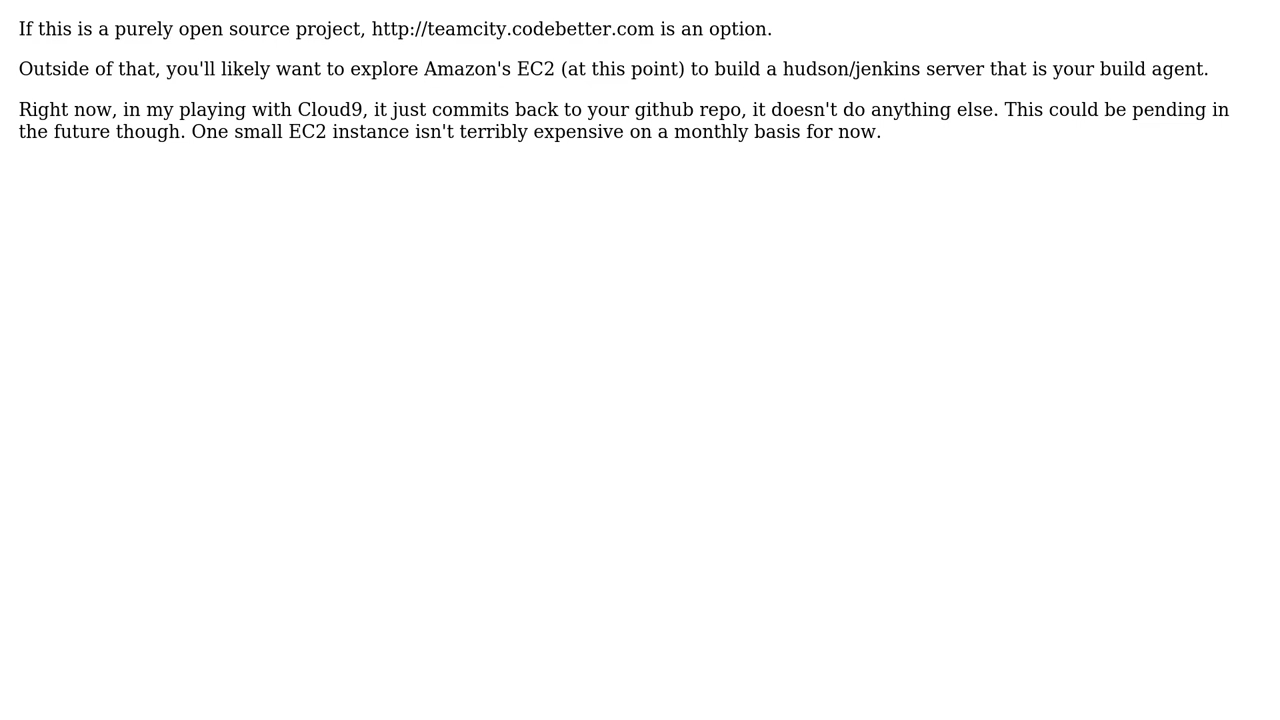 If this is a purely open source project, http://teamcity.codebetter.com is an option.
Outside of that, you'll likely want to explore Amazon's EC2 (at this point) to build a hudson/jenkins server that is your build agent.
Right now, in my playing with Cloud9, it just commits back to your github repo, it doesn't do anything else. This could be pending in
the future though. One small EC2 instance isn't terribly expensive on a monthly basis for now.